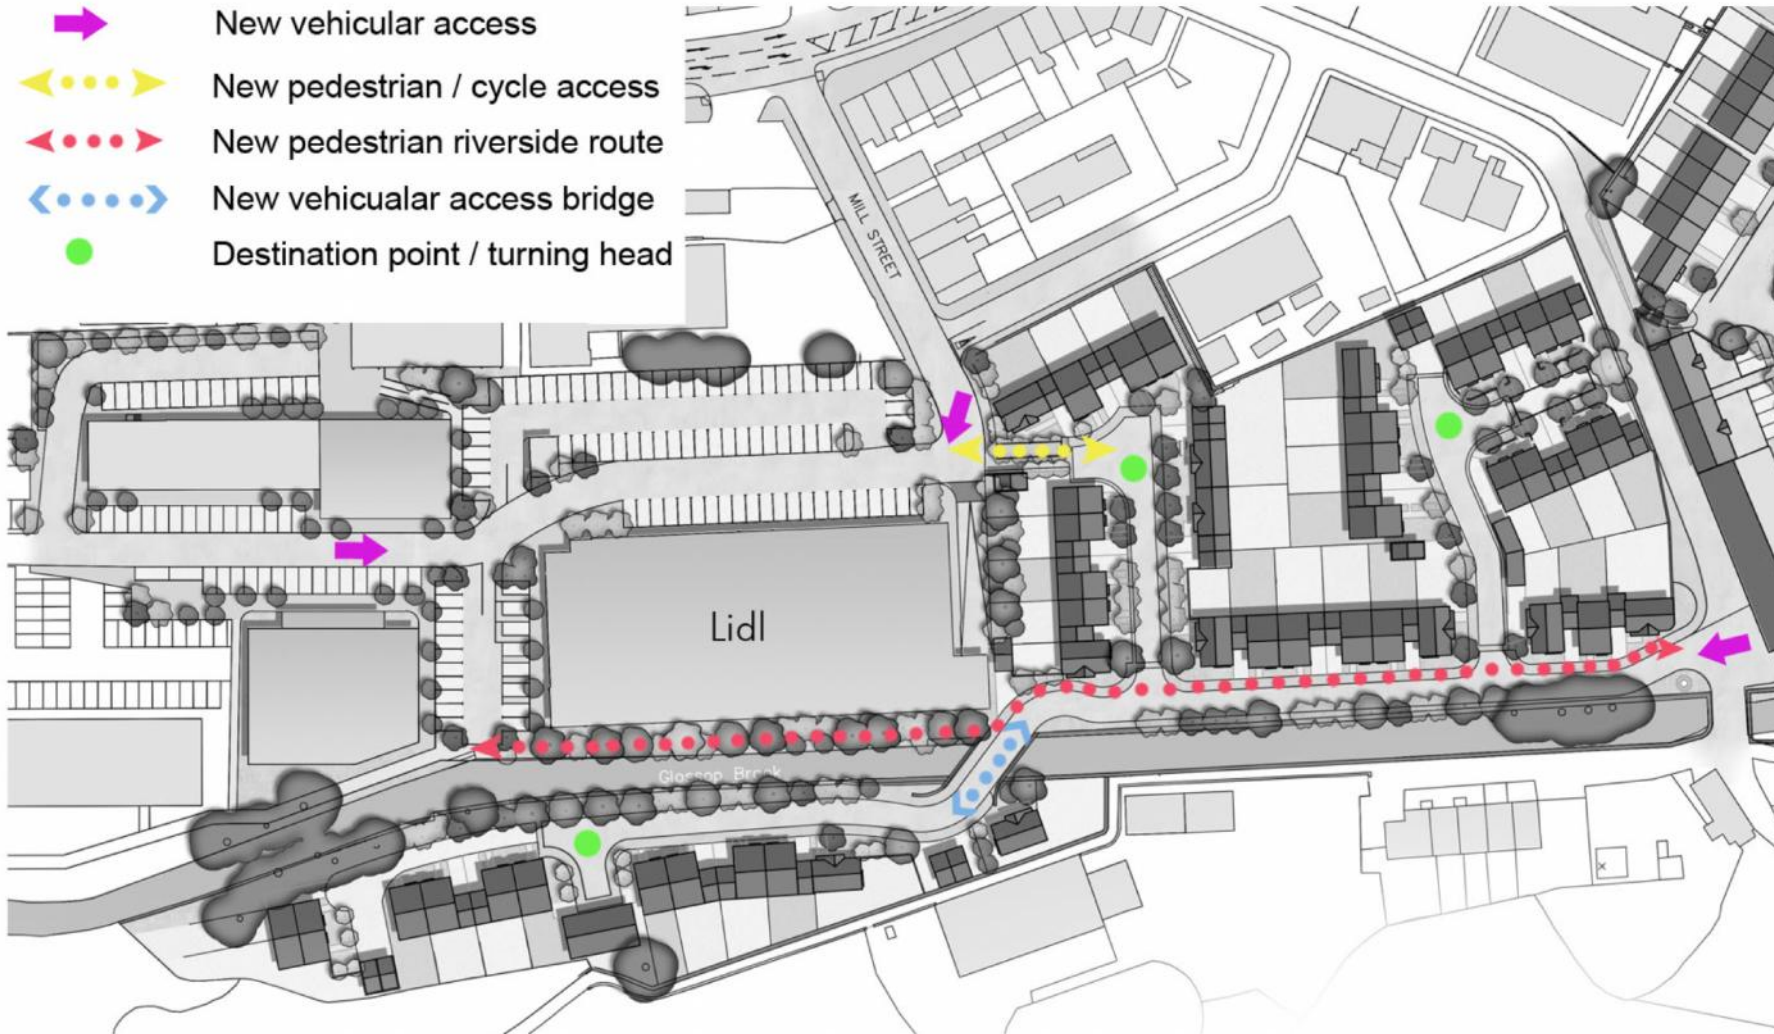 New vehicular access
New pedestrian / cycle access
New pedestrian riverside route
New vehicualar access bridge
Destination point / turning head
MILL STREET
Lidl
Glossop Brook